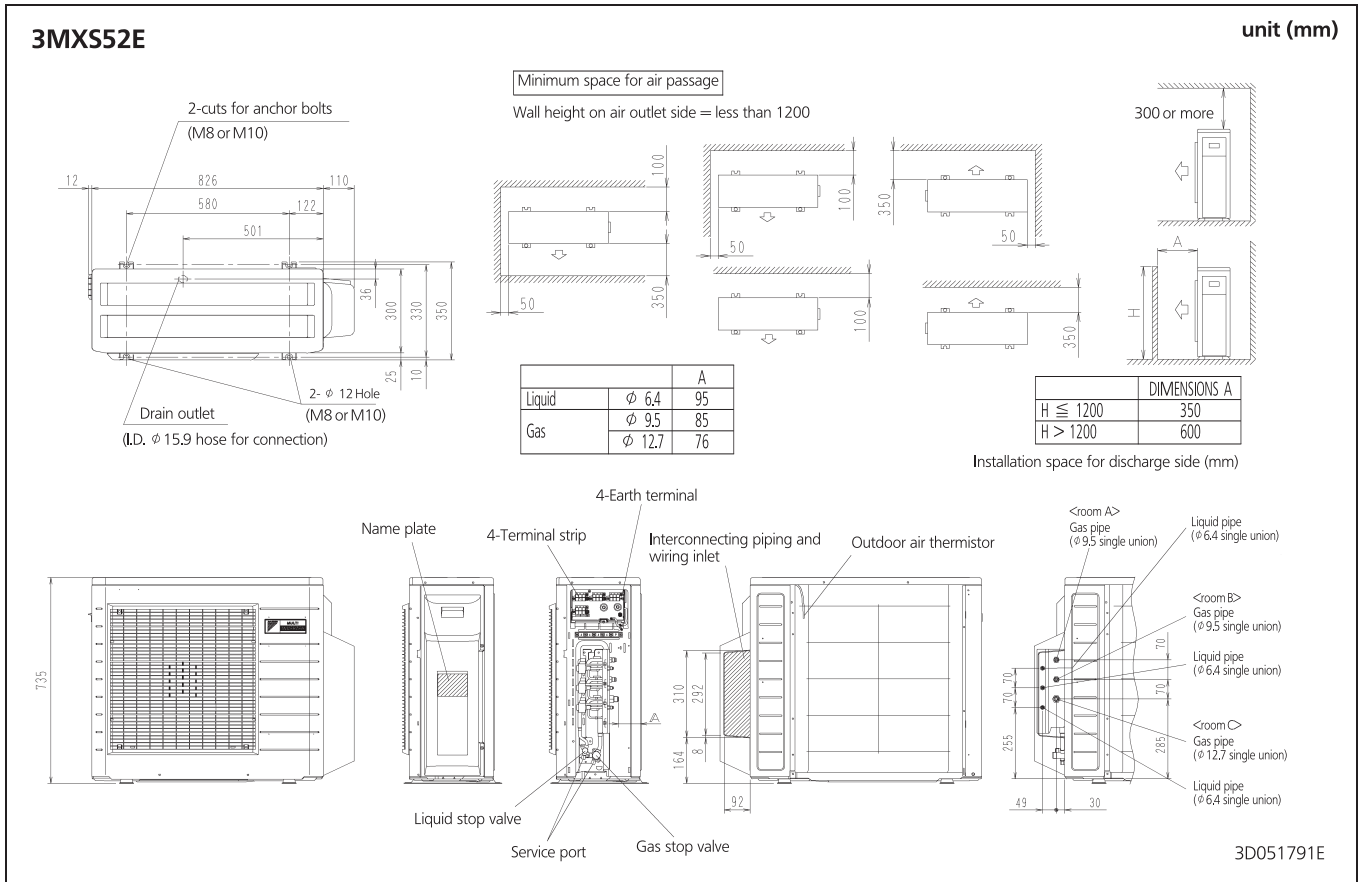 3MXS52E
unit (mm)
Minimum space for air passage
Wall height on air outlet side = less than 1200
2-cuts for anchor bolts
(M8 or M10)
12
826
110
580
122
501
36
300
330
350
25
10
2- φ 12 Hole
(M8 or M10)
Drain outlet
(I.D. φ 15.9 hose for connection)
100
350
50
100
50
350
50
100
350
300 or more
A
H
A
Liquid φ 6.4 95
Gas φ 9.5 85
φ 12.7 76
DIMENSIONS A
H ≦ 1200 350
H > 1200 600
Installation space for discharge side (mm)
735
MULTI
Name plate
4-Terminal strip
4-Earth terminal
A
Liquid stop valve
Service port
Gas stop valve
Interconnecting piping and
wiring inlet
Outdoor air thermistor
310
292
164
8
92
<room A>
Gas pipe
(φ 9.5 single union)
Liquid pipe
(φ 6.4 single union)
<room B>
Gas pipe
(φ 9.5 single union)
Liquid pipe
(φ 6.4 single union)
<room C>
Gas pipe
(φ 12.7 single union)
Liquid pipe
(φ 6.4 single union)
70
70
70
70
255
285
49
30
3D051791E